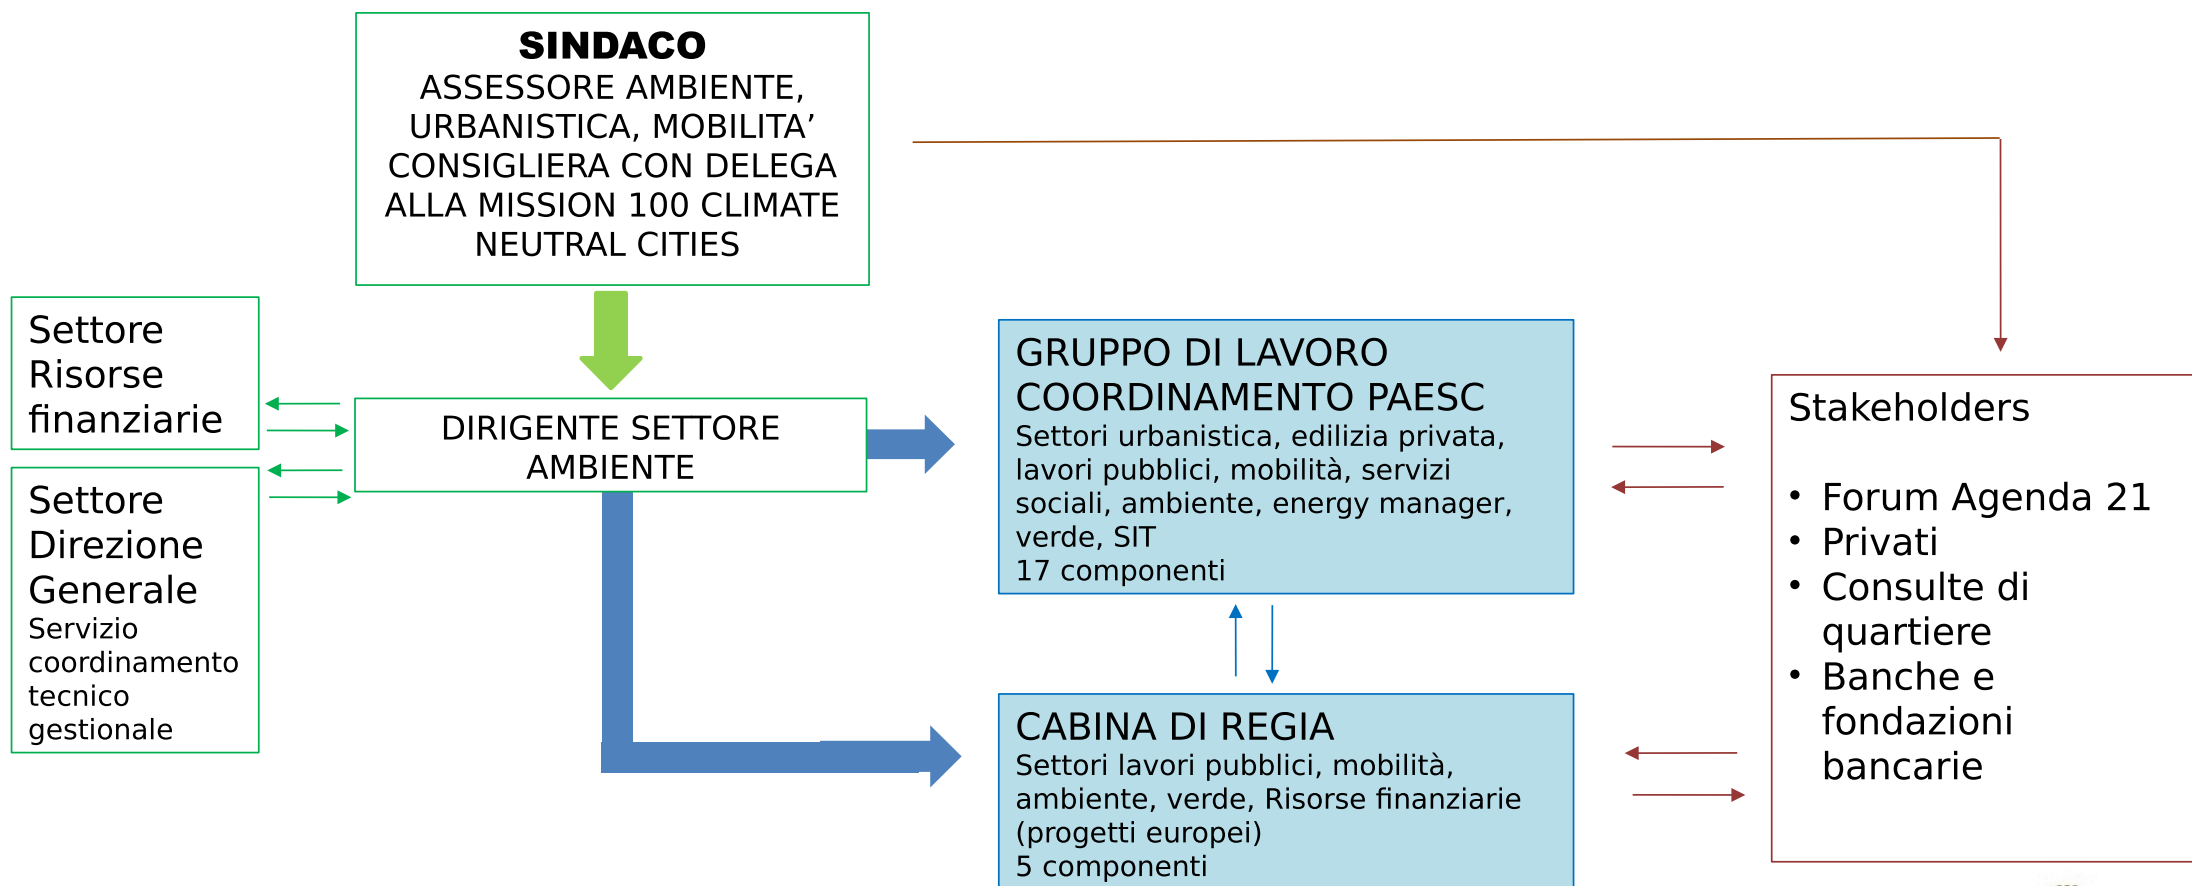 SINDACO
ASSESSORE AMBIENTE,
URBANISTICA, MOBILITA’
CONSIGLIERA CON DELEGA
ALLA MISSION 100 CLIMATE
NEUTRAL CITIES
Settore
Risorse
finanziarie
Settore
Direzione
Generale
Servizio
coordinamento
tecnico
gestionale
DIRIGENTE SETTORE
AMBIENTE
GRUPPO DI LAVORO
COORDINAMENTO PAESC
Settori urbanistica, edilizia privata,
lavori pubblici, mobilità, servizi
sociali, ambiente, energy manager,
verde, SIT
17 componenti
CABINA DI REGIA
Settori lavori pubblici, mobilità,
ambiente, verde, Risorse finanziarie
(progetti europei)
5 componenti
Stakeholders
• Forum Agenda 21
• Privati
• Consulte di
quartiere
• Banche e
fondazioni
bancarie